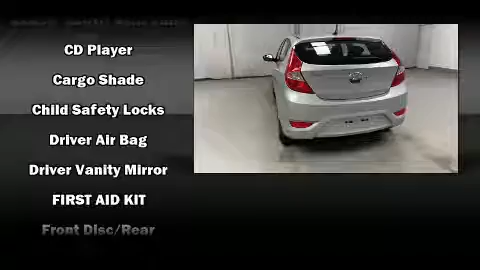 CD Player
Cargo Shade
Child Safety Locks
Driver Air Bag
Driver Vanity Mirror
FIRST AID KIT
Front Disc/Rear